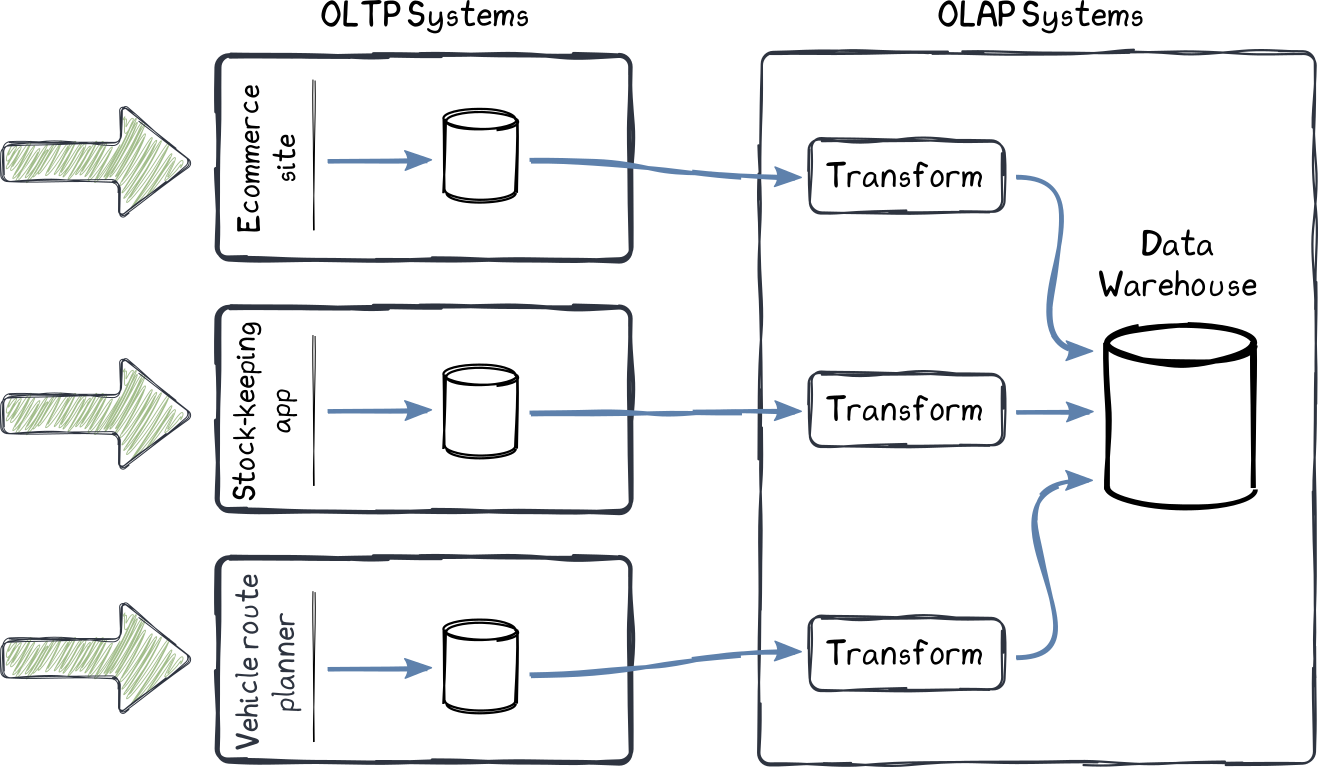 OLTP Systems
OLAP Systems
Ecommerce
site
Transform
Data
Warehouse
Stock-keeping
app
Transform
Vehicle route
planner
Transform